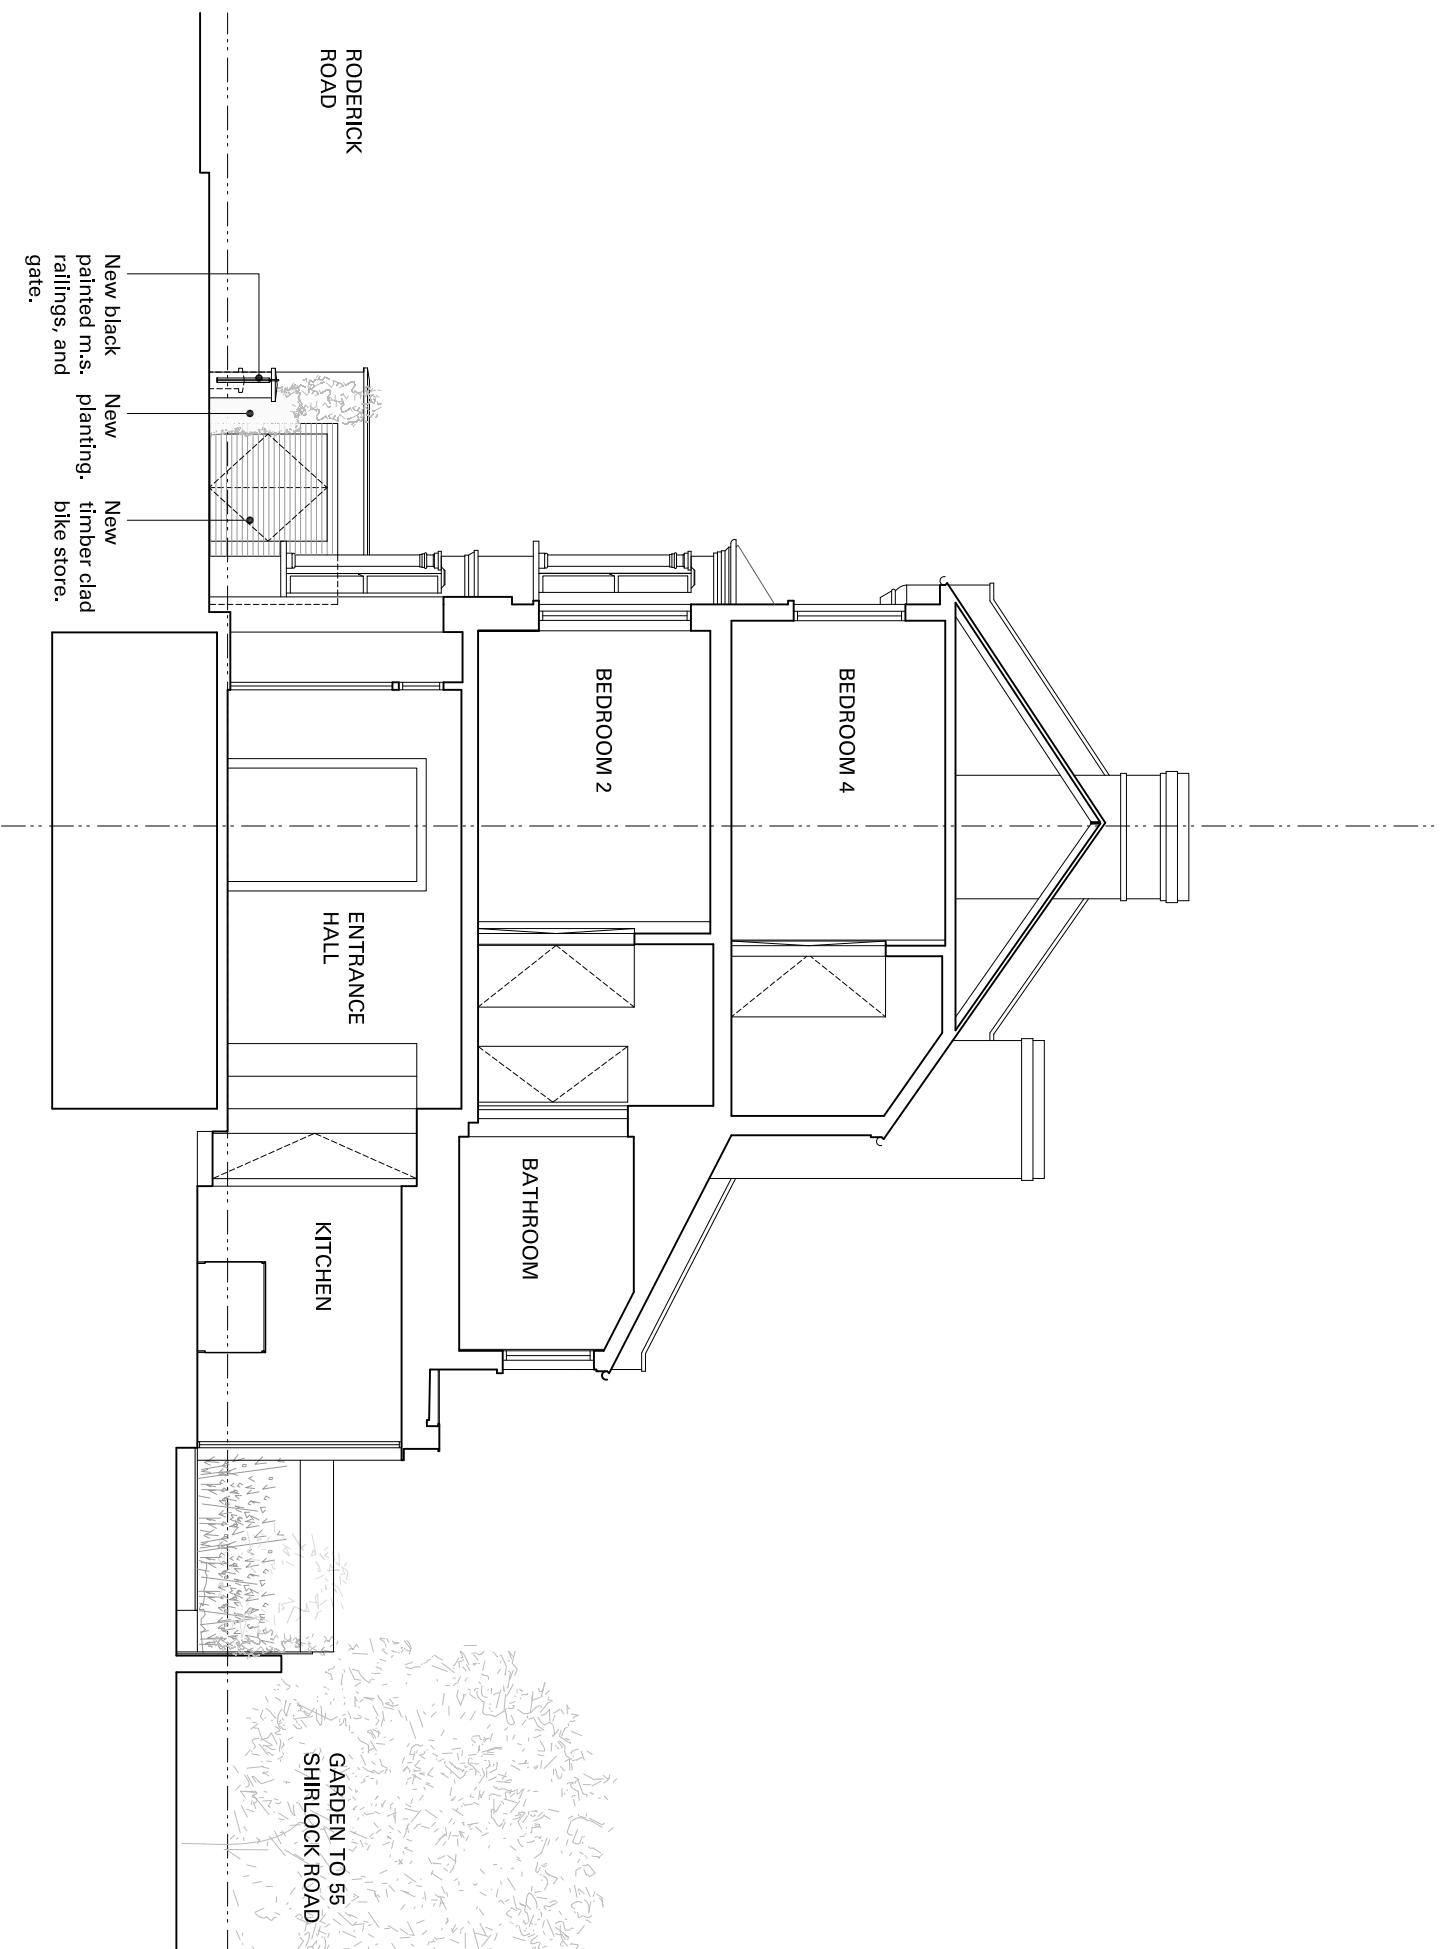 RODERICK
ROAD
BEDROOM 4
BEDROOM 2
ENTRANCE
HALL
BATHROOM
KITCHEN
GARDEN TO 55
SHIRLOCK ROAD
New black
painted m.s.
railings, and
gate.
New
planting.
New
timber clad
bike store.